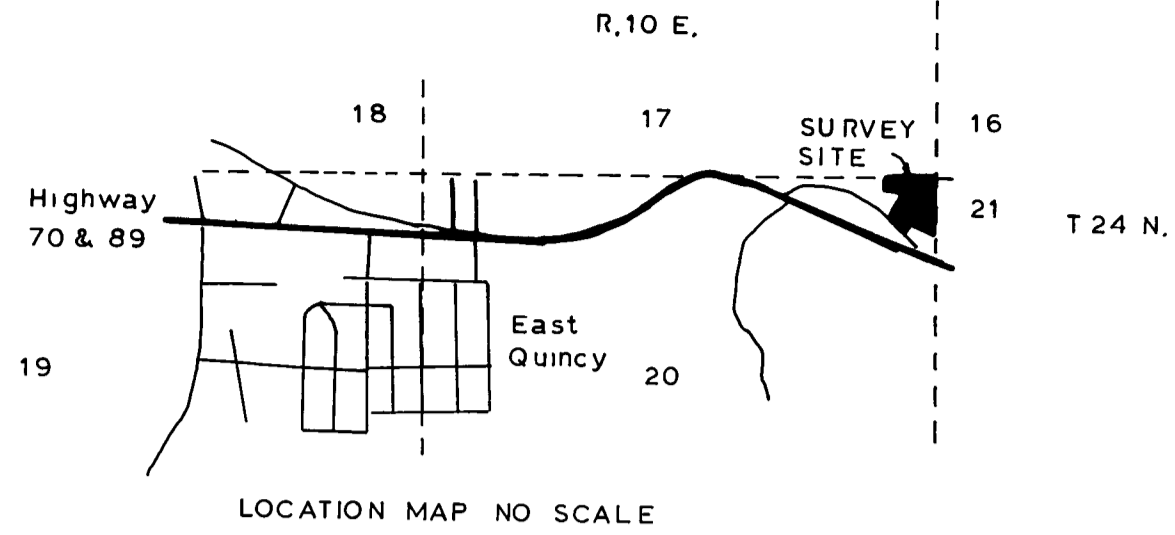 R.10 E.
18
17
16
SURVEY
SITE
Highway
70 & 89
21
T 24 N.
East
Quincy
19
20
LOCATION MAP NO SCALE